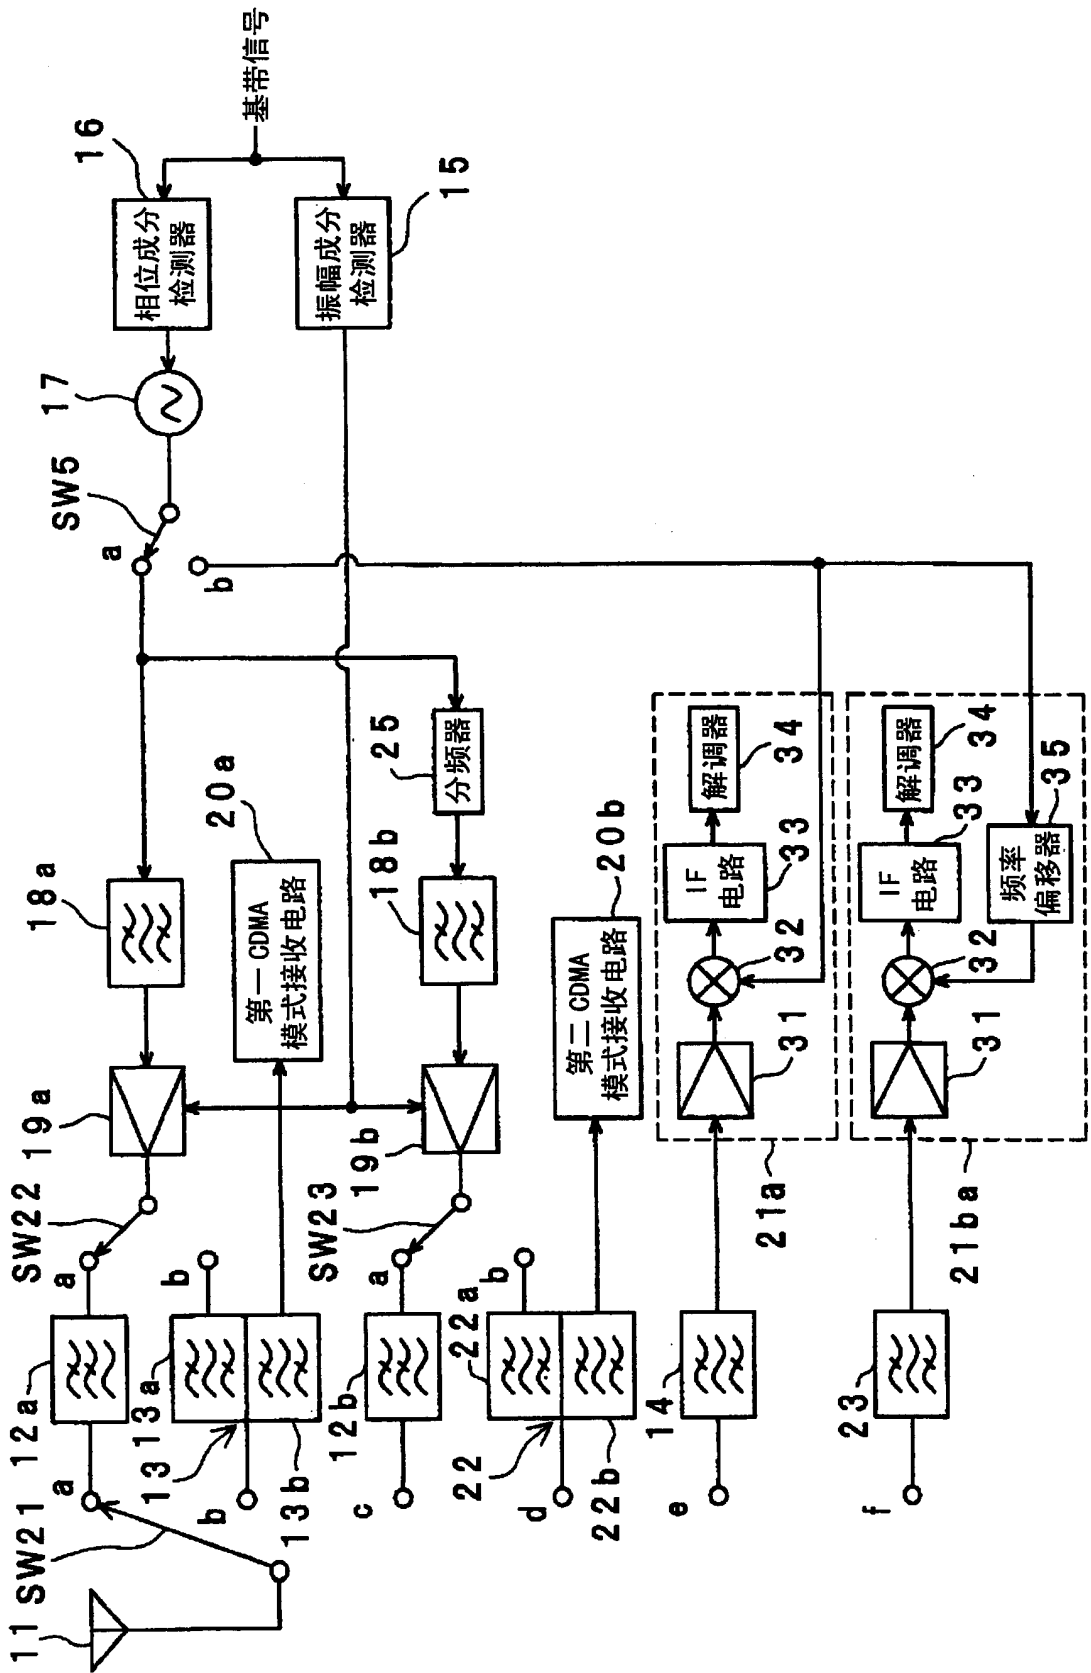 11
SW21
a
b
c
d
e
f
12a
13
13a
13b
12b
22
22a
22b
14
23
SW22
a
b
SW23
a
b
19a
19b
21a
21ba
18a
20a
第一CDMA
模式接收电路
18b
25
分频器
20b
第二CDMA
模式接收电路
31
32
33
IF
电路
34
解调器
31
32
33
IF
电路
34
解调器
35
频率
偏移器
SW5
a
b
17
16
相位成分
检测器
15
振幅成分
检测器
基带信号